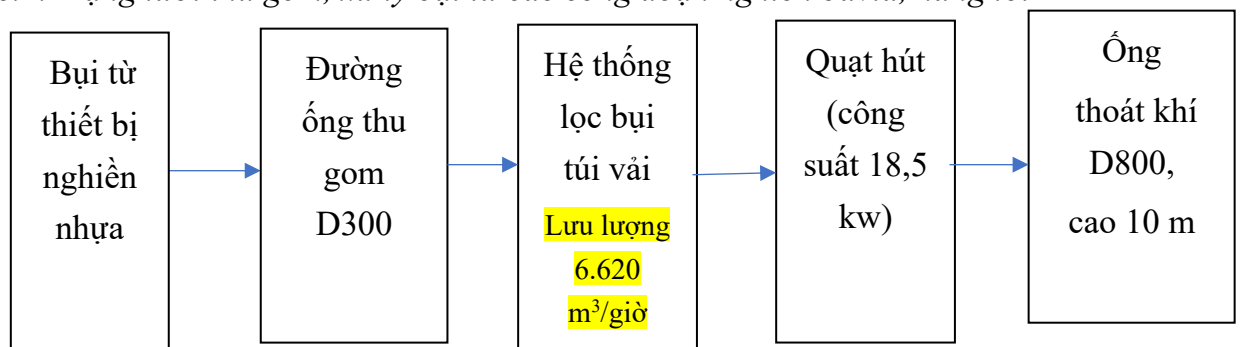 Bụi từ
thiết bị
nghiền
nhựa
Đường
ống thu
gom
D300
Hệ thống
lọc bụi
túi vải
Lưu lượng
6.620
m³/giờ
Quạt hút
(công
suất 18,5
kw)
Ống
thoát khí
D800,
cao 10 m